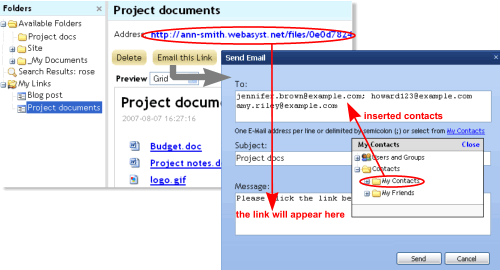 Folders
Available Folders
Project docs
Site
_My Documents
Search Results: rose
My Links
Blog post
Project documents
Project documents
Address: http://ann-smith.webasyst.net/files/0e0d7824
Delete
Email this Link
Preview
Grid
Project docum
2007-08-07 16:27:16
Budget.doc
Project notes.d
logo.gif
Send Email
To:
jennifer.brown@example.com; howard123@example.com
amy.riley@example.com
inserted contacts
One E-Mail address per line or delimited by semicolon (;) or select from My Contacts
Subject:
Project docs
My Contacts
Close
Users and Groups
Contacts
My Contacts
My Friends
Message:
Please click the link be
the link will appear here
Send
Cancel